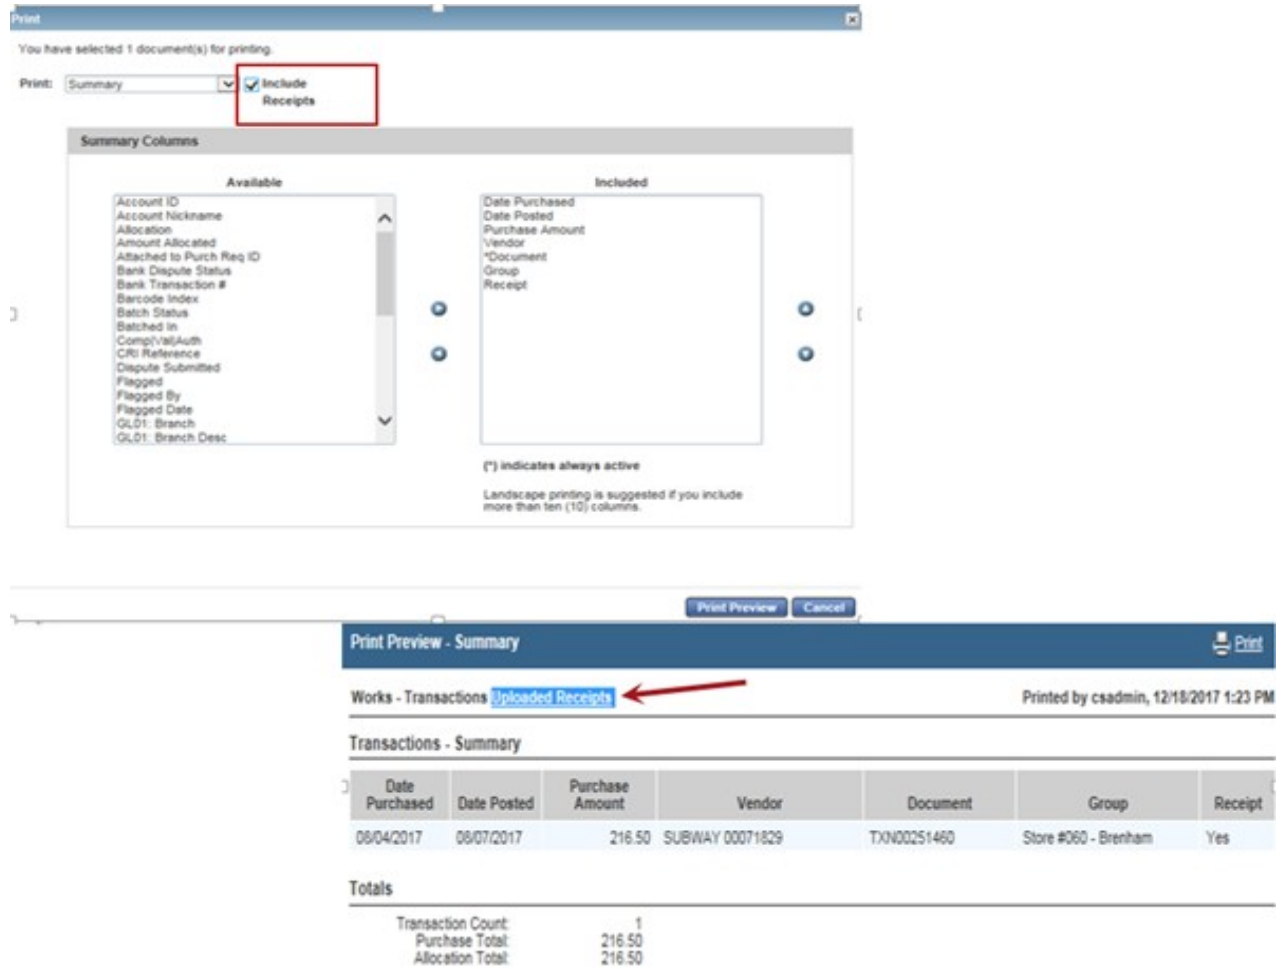 Print
You have selected 1 document(s) for printing.
Print: Summary Include
Receipts
Summary Columns
Available Included
Account ID
Account Nickname
Allocation
Amount Allocated
Attached to Purch Req ID
Bank Dispute Status
Bank Transaction #
Barcode Index
Batch Status
Batched In
Comp|Val|Auth
CRI Reference
Dispute Submitted
Flagged
Flagged By
Flagged Date
GL01: Branch
GL01: Branch Desc
Date Purchased
Date Posted
Purchase Amount
Vendor
*Document
Group
Receipt
(*) indicates always active
Landscape printing is suggested if you include
more than ten (10) columns.
Print Preview Cancel
Print Preview - Summary Print
Works - Transactions Uploaded Receipts Printed by csadmin, 12/18/2017 1:23 PM
Transactions - Summary
Date Purchased Date Posted Purchase Amount Vendor Document Group Receipt
08/04/2017 08/07/2017 216.50 SUBWAY 00071829 TXN00251460 Store #060 - Brenham Yes
Totals
Transaction Count: 1
Purchase Total: 216.50
Allocation Total: 216.50